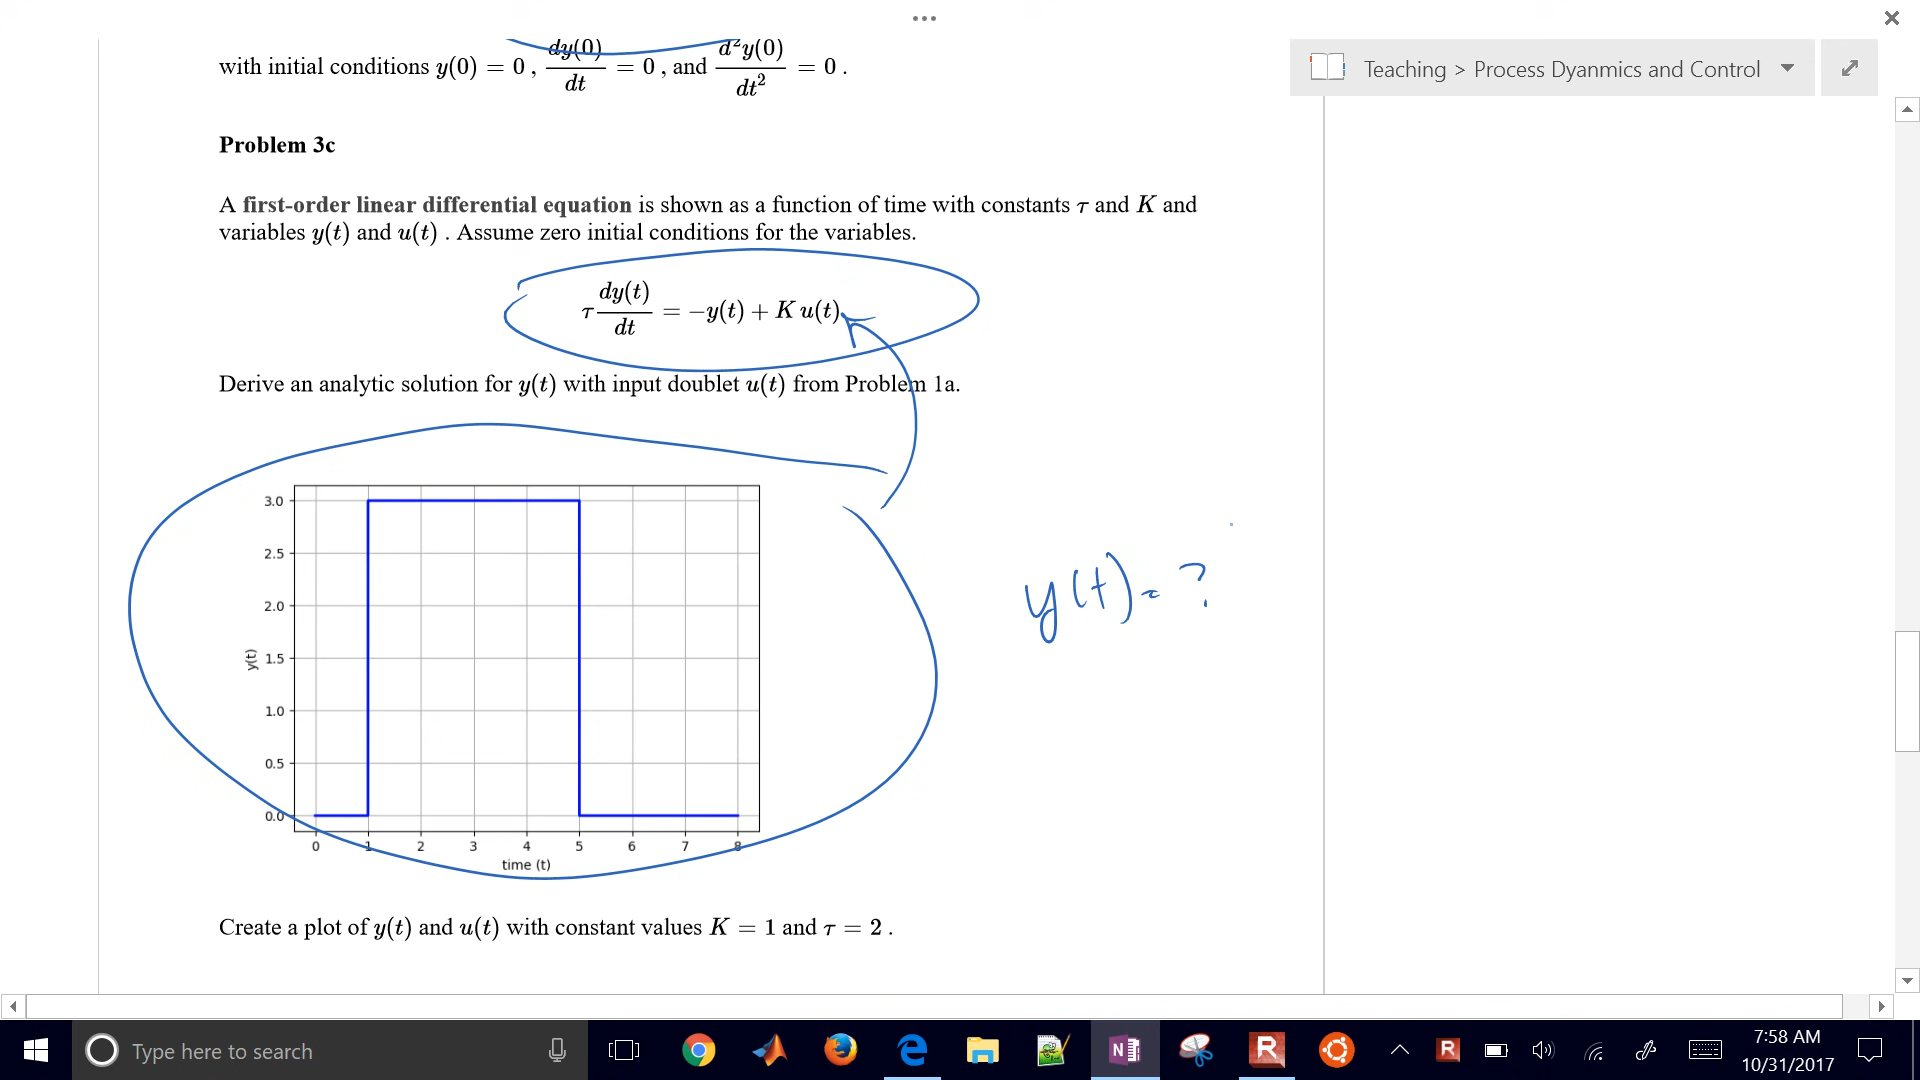 with initial conditions y(0) = 0 , dy(0)/dt = 0 , and d²y(0)/dt² = 0 .
Teaching > Process Dyanmics and Control
Problem 3c
A first-order linear differential equation is shown as a function of time with constants τ and K and
variables y(t) and u(t) . Assume zero initial conditions for the variables.
τ dy(t)/dt = −y(t) + K u(t)
Derive an analytic solution for y(t) with input doublet u(t) from Problem 1a.
3.0
2.5
2.0
1.5
1.0
0.5
0.0
y(t)
0 1 2 3 4 5 6 7 8
time (t)
y(t) = ?
Create a plot of y(t) and u(t) with constant values K = 1 and τ = 2 .
Type here to search
N
R
R
7:58 AM
10/31/2017